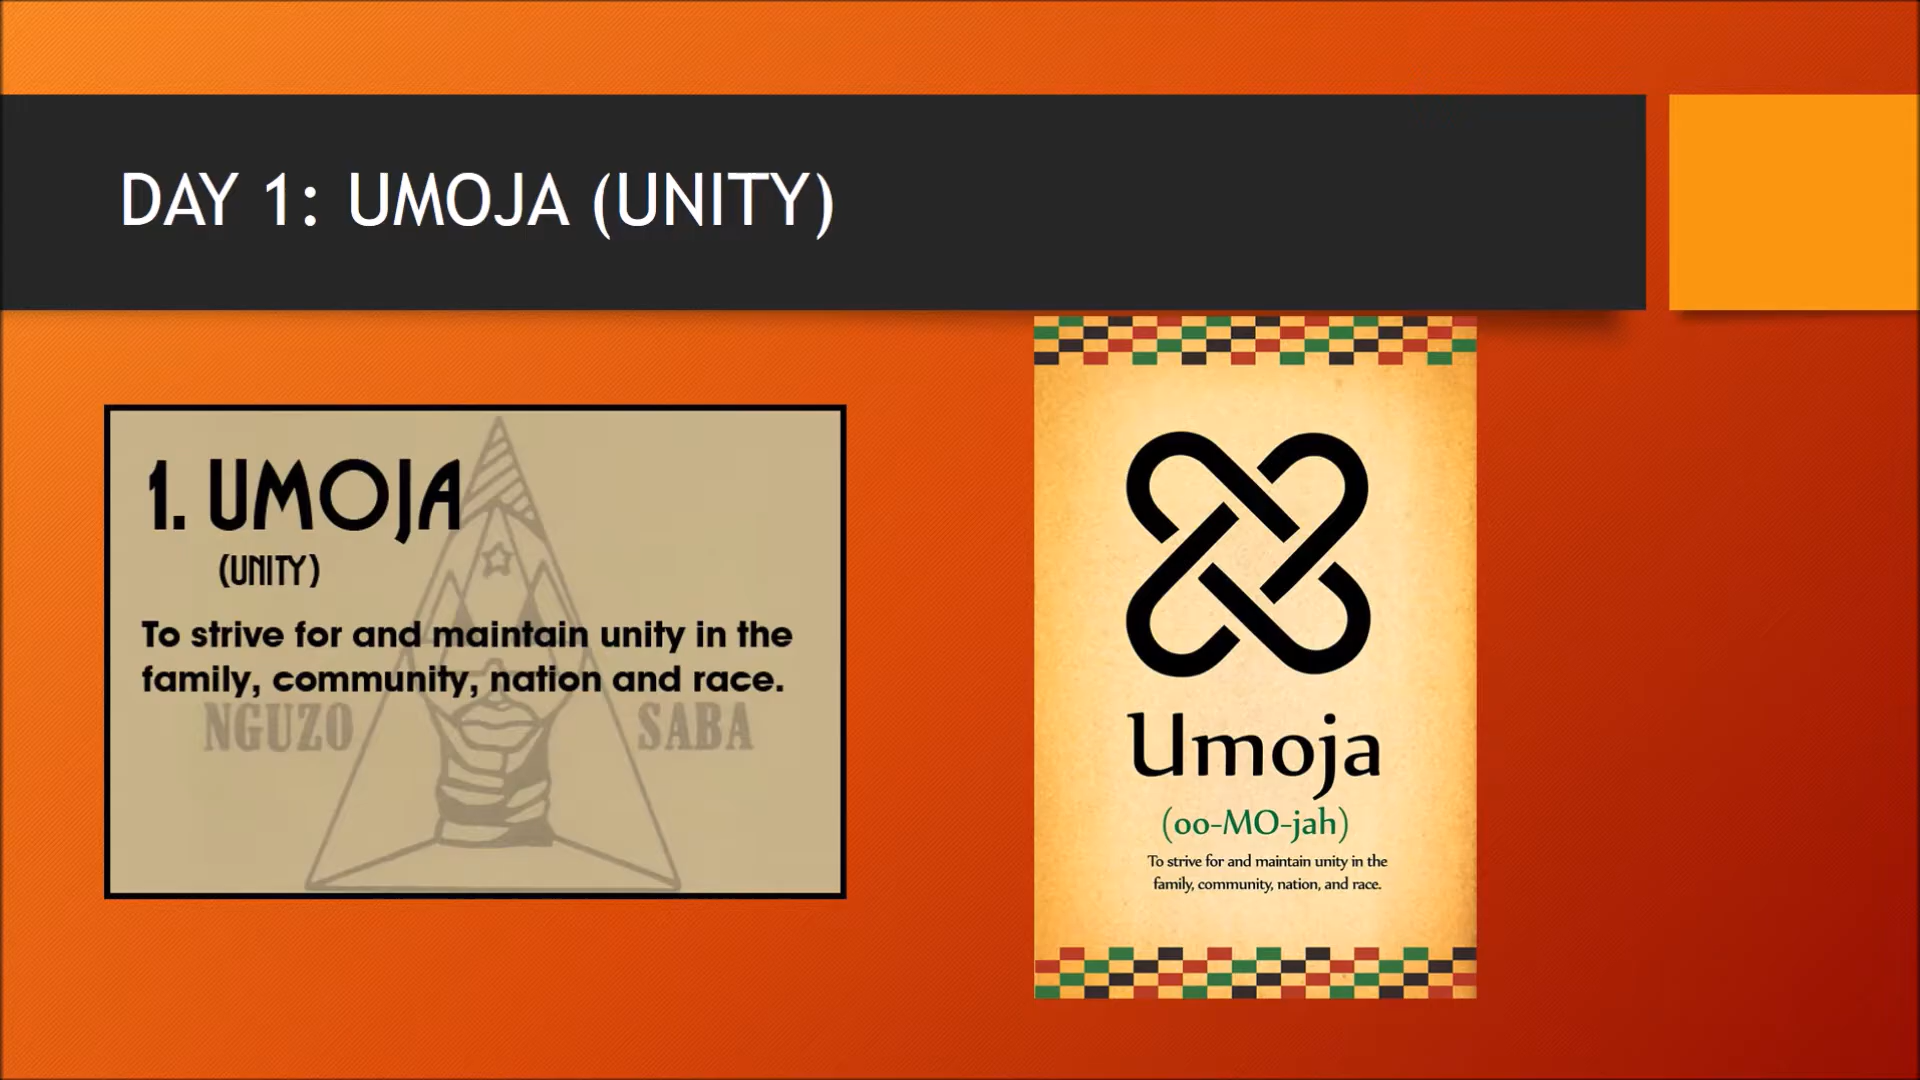 DAY 1: UMOJA (UNITY)
1. UMOJA
(UNITY)
To strive for and maintain unity in the
family, community, nation and race.
NGUZO SABA
Umoja
(oo-MO-jah)
To strive for and maintain unity in the
family, community, nation, and race.